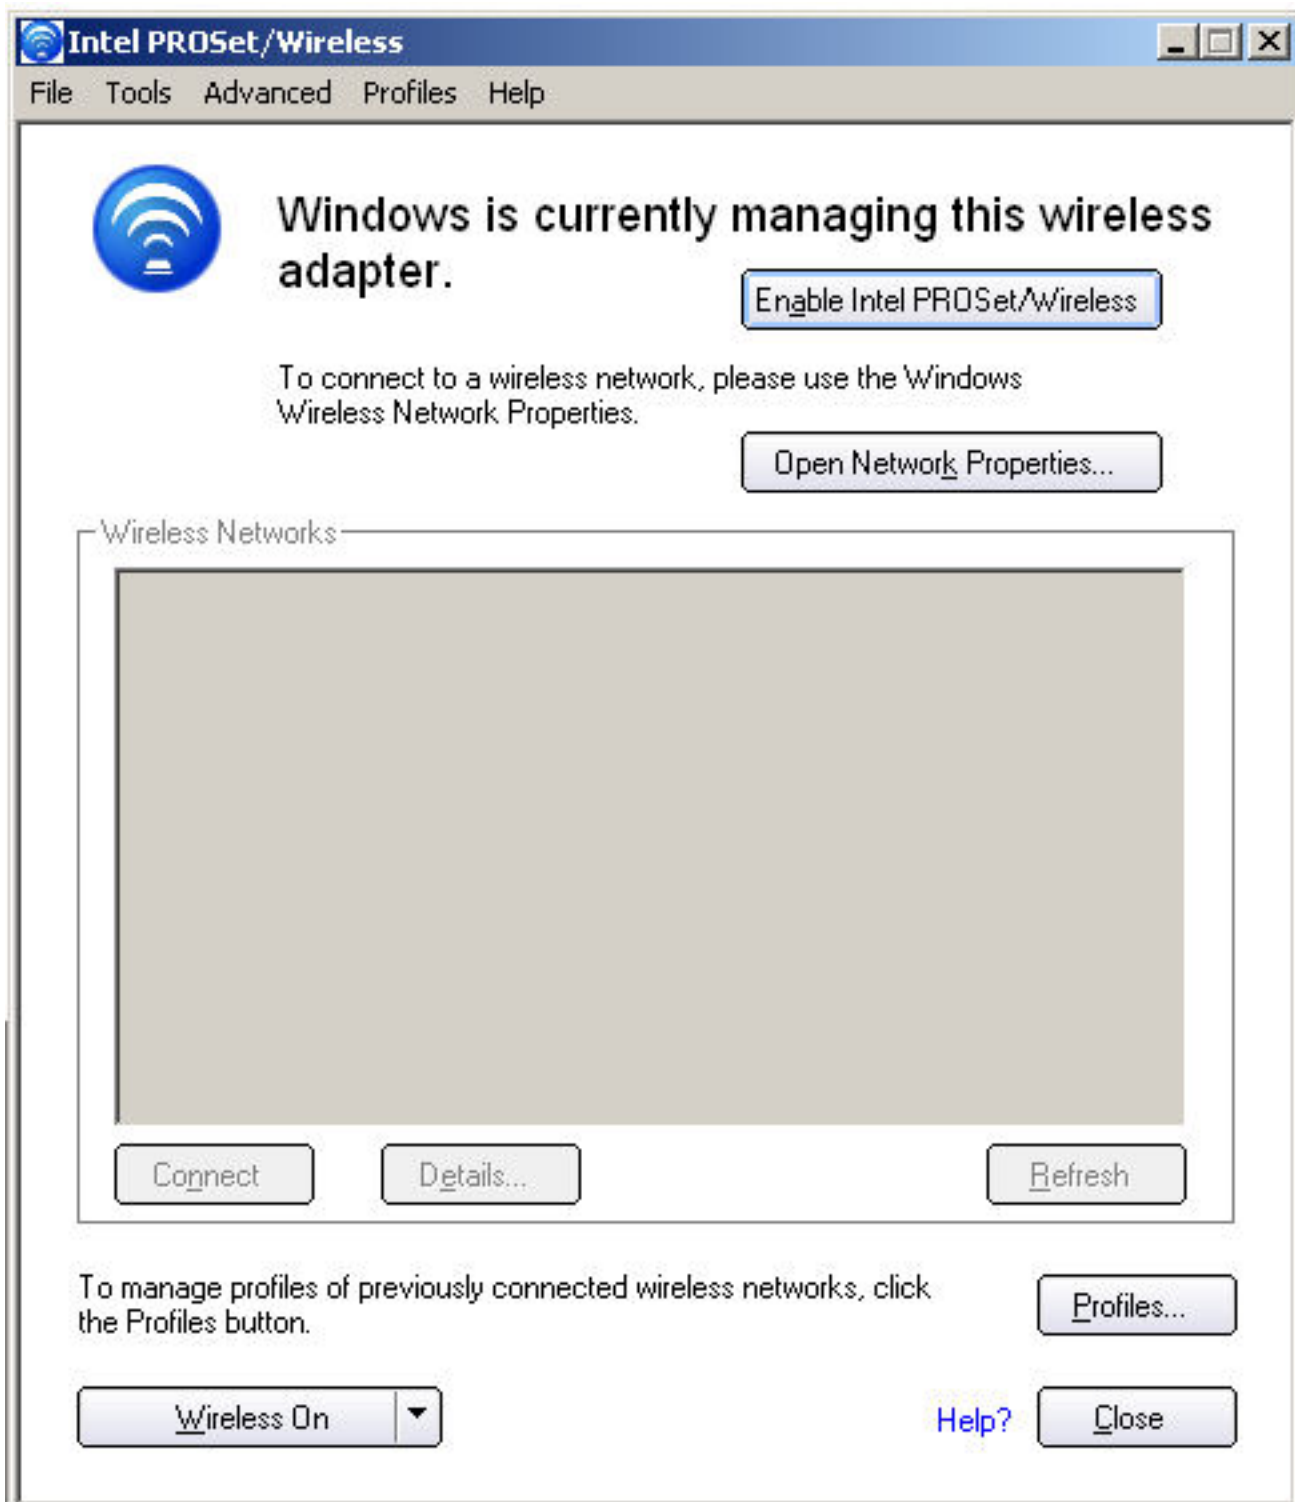 Intel PROSet/Wireless
File Tools Advanced Profiles Help
Windows is currently managing this wireless
adapter.
Enable Intel PROSet/Wireless
To connect to a wireless network, please use the Windows
Wireless Network Properties.
Open Network Properties...
Wireless Networks
Connect Details... Refresh
To manage profiles of previously connected wireless networks, click
the Profiles button.
Profiles...
Wireless On Help? Close